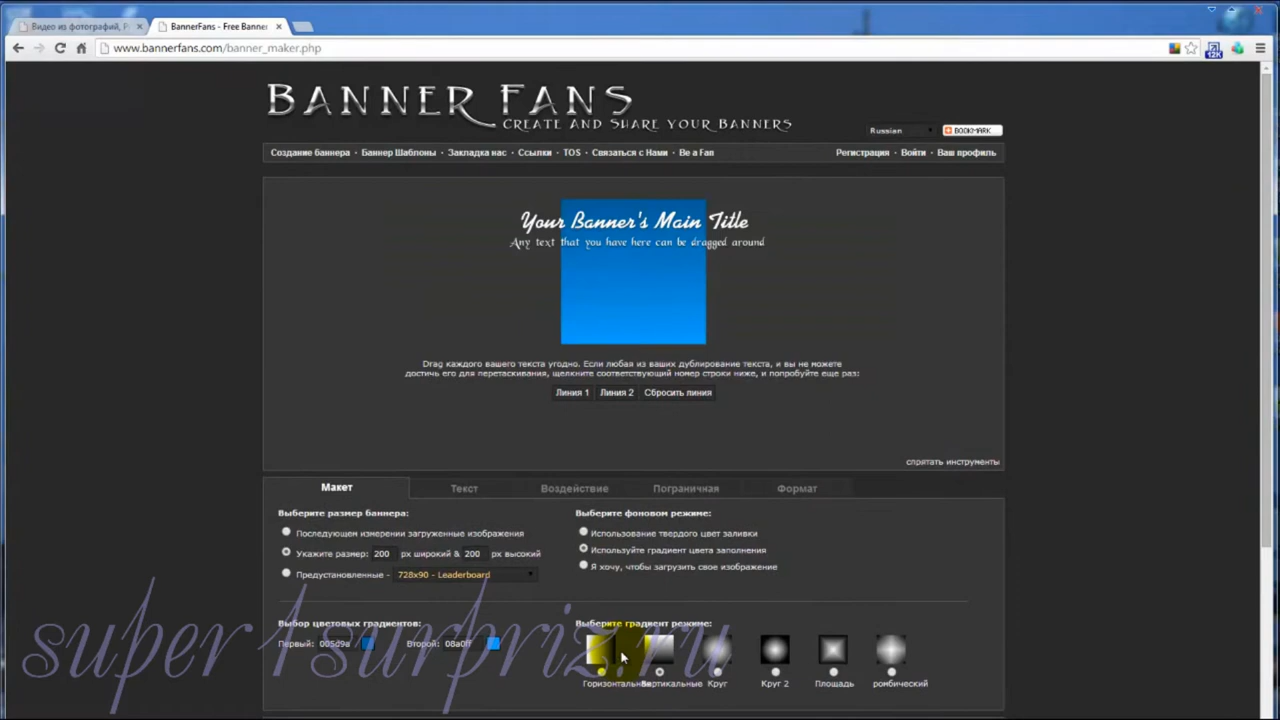 Видео из фотографий, P
BannerFans - Free Banner
www.bannerfans.com/banner_maker.php
12K
BANNER FANS
CREATE AND SHARE YOUR BANNERS
Russian
BOOKMARK
Создание баннера · Баннер Шаблоны · Закладка нас · Ссылки · TOS · Связаться с Нами · Be a Fan
Регистрация · Войти · Ваш профиль
Your Banner's Main Title
Any text that you have here can be dragged around
Drag каждого вашего текста угодно. Если любая из ваших дублирование текста, и вы не можете
достичь его для перетаскивания, щелкните соответствующий номер строки ниже, и попробуйте еще раз:
Линия 1 Линия 2 Сбросить линия
спрятать инструменты
Макет Текст Воздействие Пограничная Формат
Выберите размер баннера:
Последующем измерении загруженные изображения
Укажите размер: 200 px широкий & 200 px высокий
Предустановленные - 728x90 - Leaderboard
Выберите фоновом режиме:
Использование твердого цвет заливки
Используйте градиент цвета заполнения
Я хочу, чтобы загрузить свое изображение
Выбор цветовых градиентов:
Первый: 005d9a Второй: 08a0ff
Выберите градиент режиме:
Вертикальные Круг Круг 2 Площадь ромбический
super1surpriz.ru